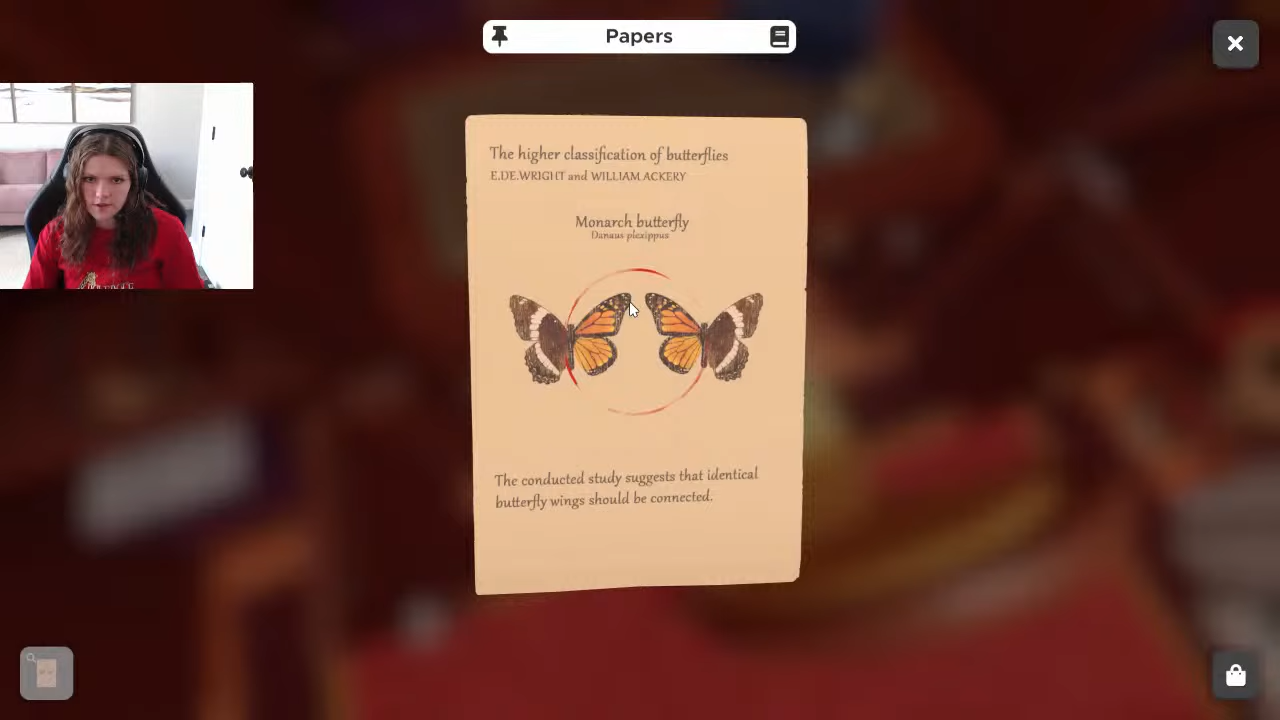 Papers
The higher classification of butterflies
E.DE.WRIGHT and WILLIAM ACKERY
Monarch butterfly
Danaus plexippus
The conducted study suggests that identical
butterfly wings should be connected.